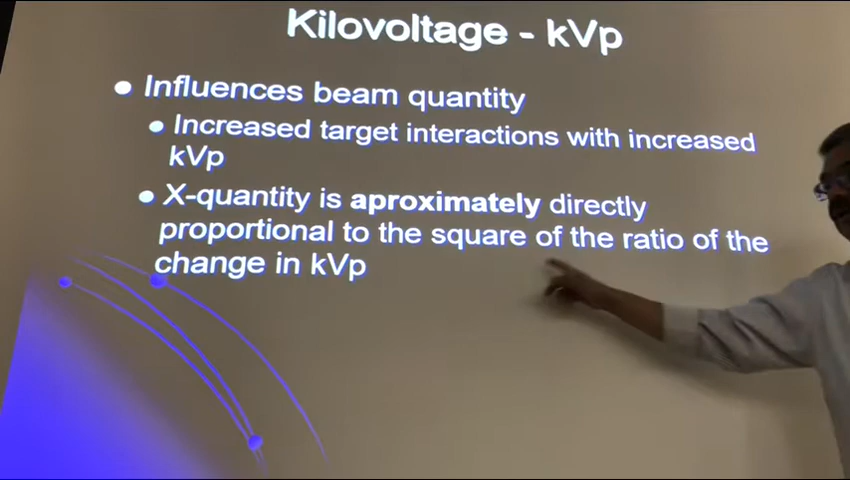 Kilovoltage - kVp
Influences beam quantity
Increased target interactions with increased
kVp
X-quantity is aproximately directly
proportional to the square of the ratio of the
change in kVp